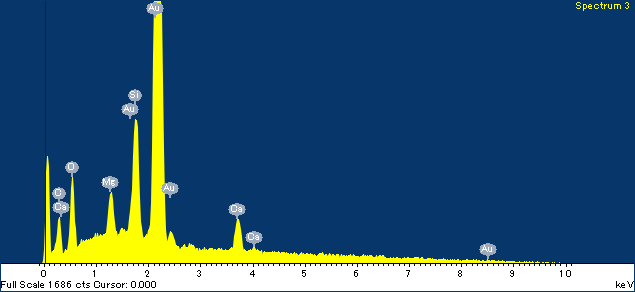 Spectrum 3
Au
Si
Au
O
Mg
Au
Ca
Ca
Ca
Au
0 1 2 3 4 5 6 7 8 9 10
Full Scale 1686 cts Cursor: 0.000
keV